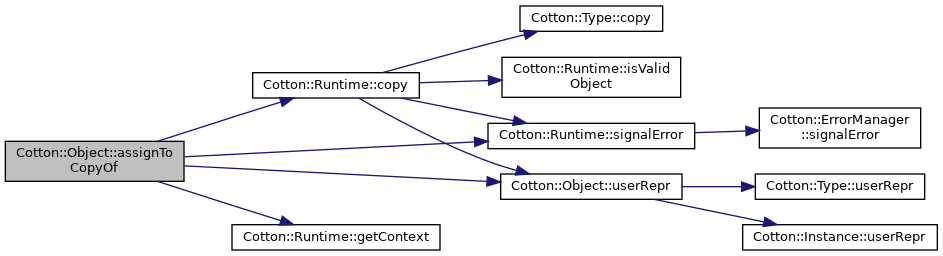 Cotton::Type::copy
Cotton::Runtime::isValid
Object
Cotton::Runtime::copy
Cotton::ErrorManager
::signalError
Cotton::Runtime::signalError
Cotton::Object::assignTo
CopyOf
Cotton::Object::userRepr
Cotton::Type::userRepr
Cotton::Runtime::getContext
Cotton::Instance::userRepr